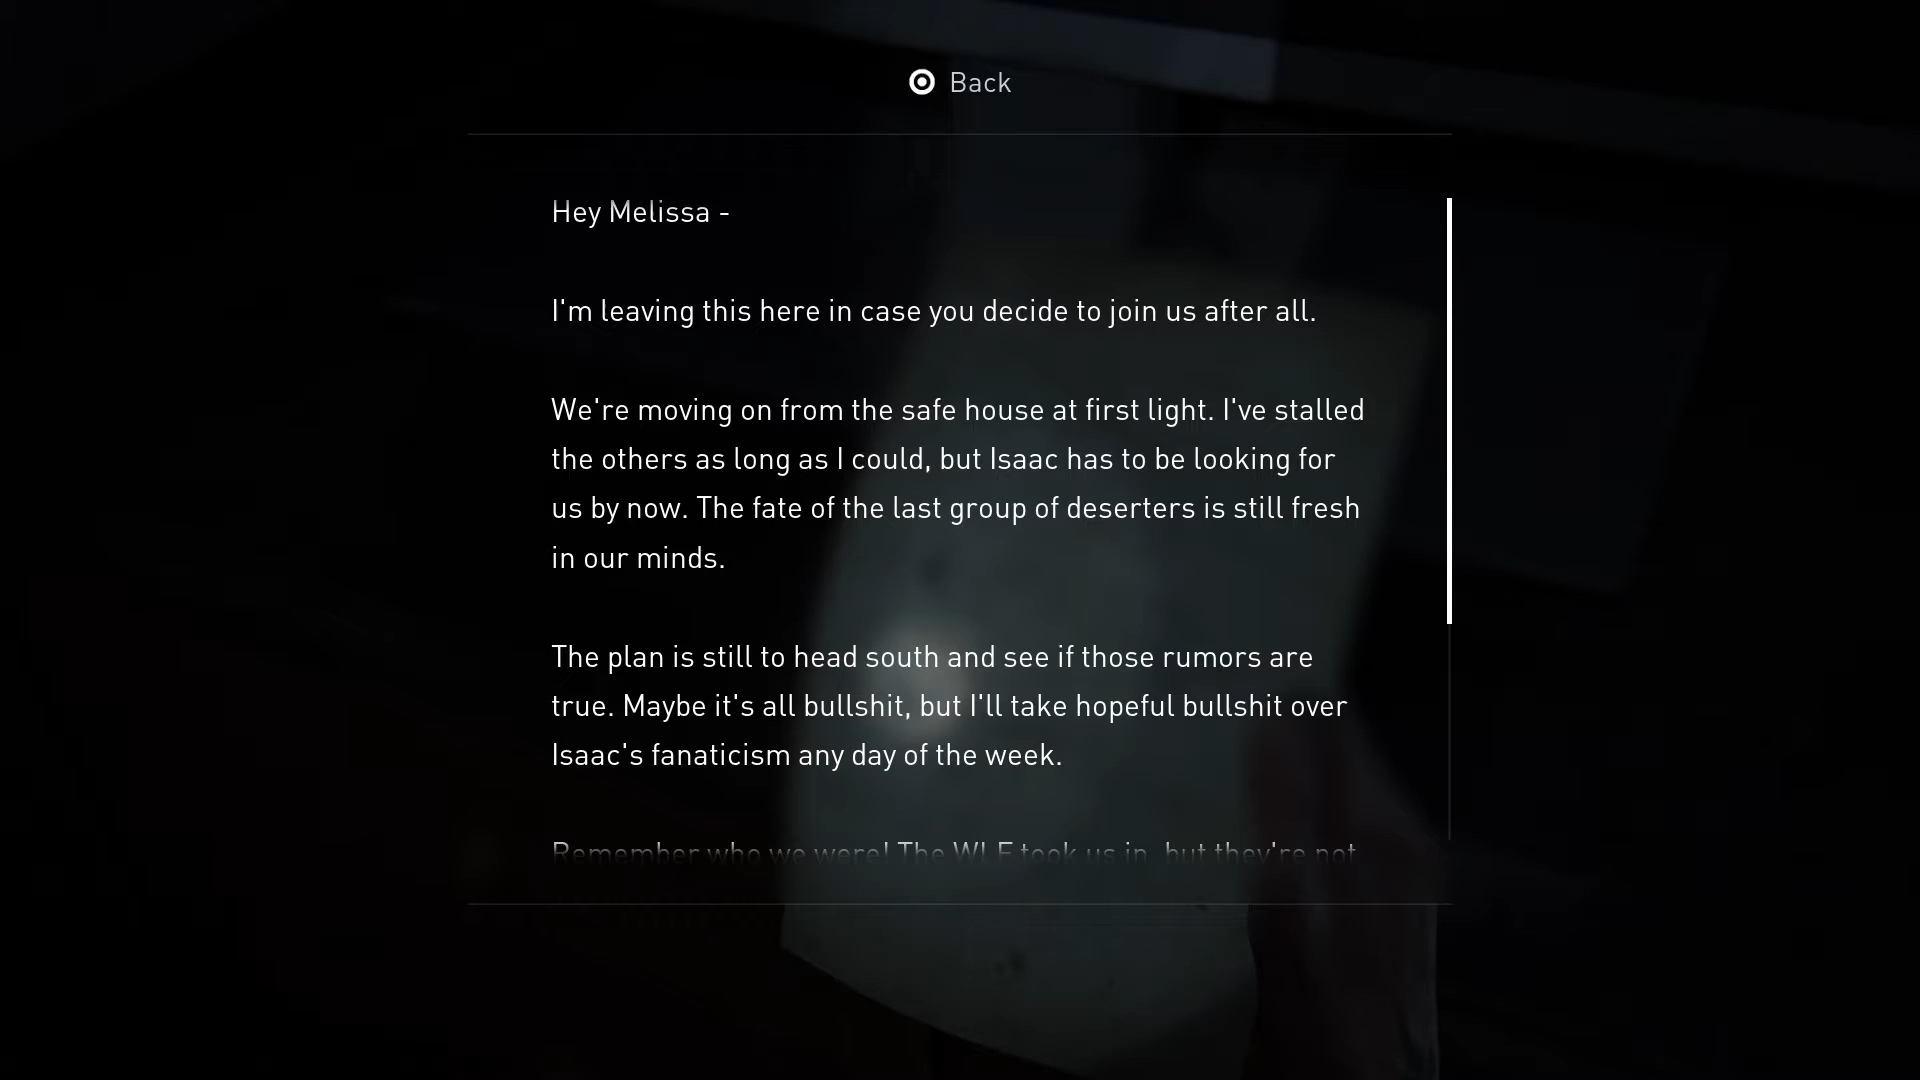 Back
Hey Melissa -
I'm leaving this here in case you decide to join us after all.
We're moving on from the safe house at first light. I've stalled
the others as long as I could, but Isaac has to be looking for
us by now. The fate of the last group of deserters is still fresh
in our minds.
The plan is still to head south and see if those rumors are
true. Maybe it's all bullshit, but I'll take hopeful bullshit over
Isaac's fanaticism any day of the week.
Remember who we were! The WLF took us in, but they're not